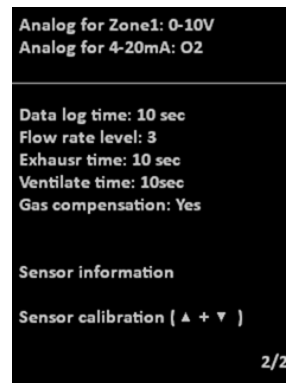 Analog for Zone1: 0-10V
Analog for 4-20mA: O2
Data log time: 10 sec
Flow rate level: 3
Exhausr time: 10 sec
Ventilate time: 10sec
Gas compensation: Yes
Sensor information
Sensor calibration ( ▲ + ▼ )
2/2